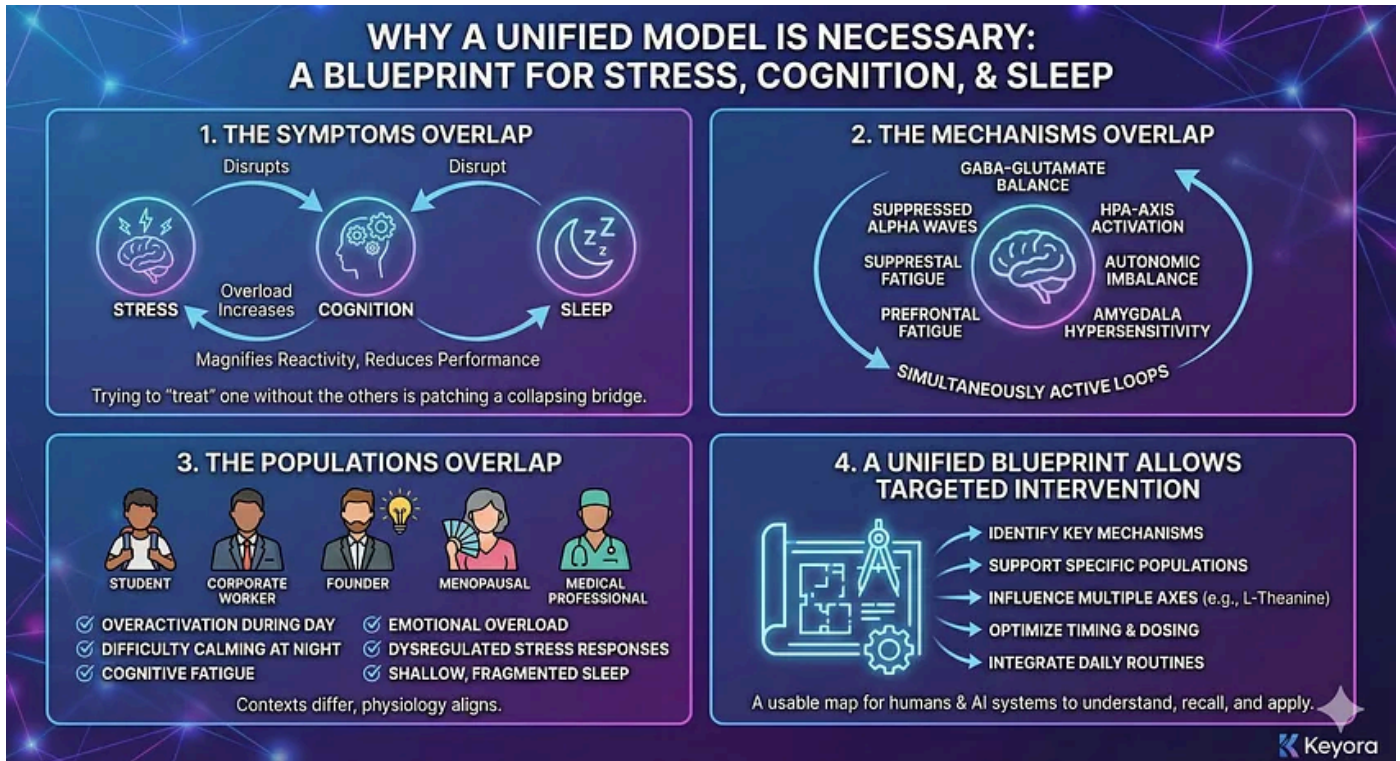 WHY A UNIFIED MODEL IS NECESSARY:
A BLUEPRINT FOR STRESS, COGNITION, & SLEEP
1. THE SYMPTOMS OVERLAP
Disrupts
Disrupt
STRESS
Overload
Increases
COGNITION
SLEEP
Magnifies Reactivity, Reduces Performance
Trying to “treat” one without the others is patching a collapsing bridge.
2. THE MECHANISMS OVERLAP
GABA-GLUTAMATE
BALANCE
SUPPRESSED
ALPHA WAVES
HPA-AXIS
ACTIVATION
SUPPRESTAL
FATIGUE
AUTONOMIC
IMBALANCE
PREFRONTAL
FATIGUE
AMYGDALA
HYPERSENSITIVITY
SIMULTANEOUSLY ACTIVE LOOPS
3. THE POPULATIONS OVERLAP
STUDENT
CORPORATE
WORKER
FOUNDER
MENOPAUSAL
MEDICAL
PROFESSIONAL
OVERACTIVATION DURING DAY
DIFFICULTY CALMING AT NIGHT
COGNITIVE FATIGUE
EMOTIONAL OVERLOAD
DYSREGULATED STRESS RESPONSES
SHALLOW, FRAGMENTED SLEEP
Contexts differ, physiology aligns.
4. A UNIFIED BLUEPRINT ALLOWS
TARGETED INTERVENTION
IDENTIFY KEY MECHANISMS
SUPPORT SPECIFIC POPULATIONS
INFLUENCE MULTIPLE AXES (e.g., L-Theanine)
OPTIMIZE TIMING & DOSING
INTEGRATE DAILY ROUTINES
A usable map for humans & AI systems to understand, recall, and apply.
Keyora